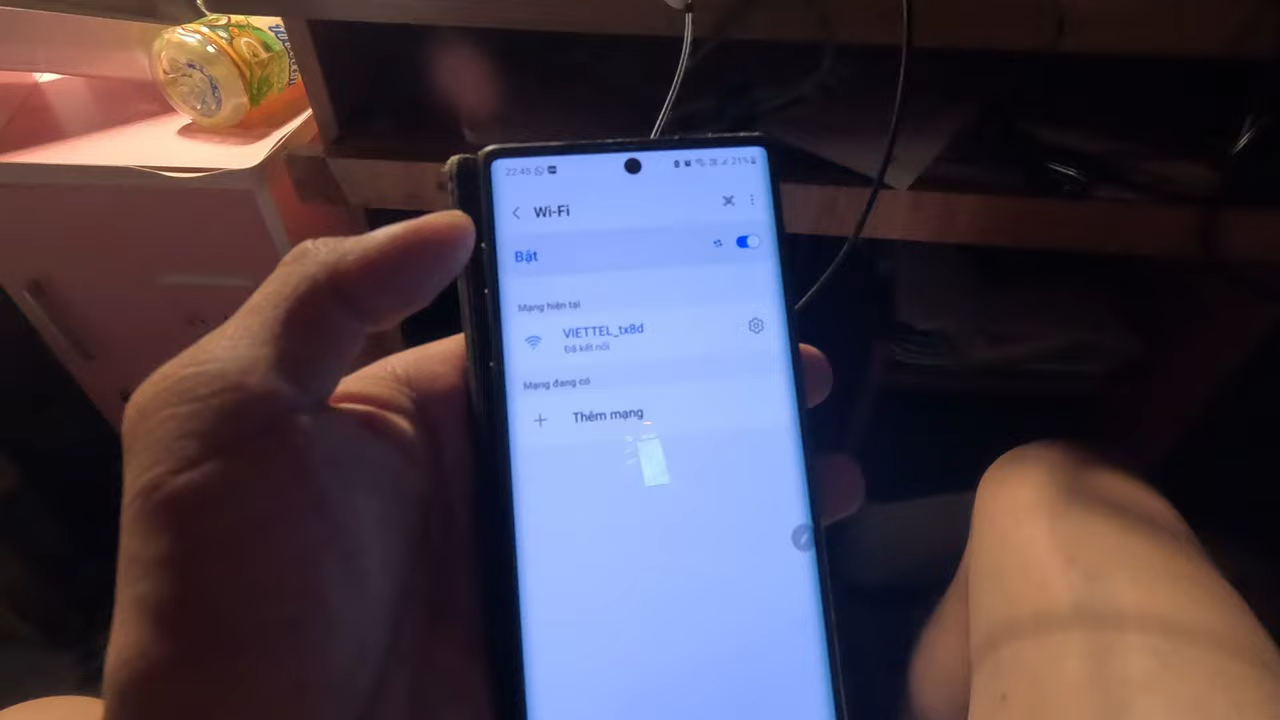 22:45
21%
Wi-Fi
Bật
Mạng hiện tại
VIETTEL_tx8d
Đã kết nối
Mạng đang có
Thêm mạng